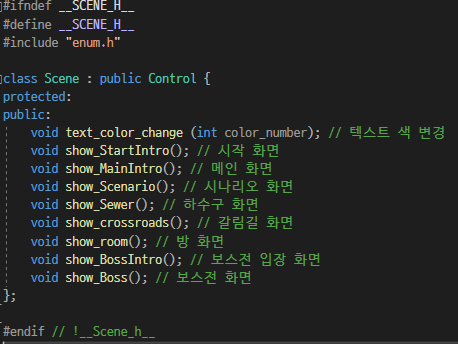 #ifndef __SCENE_H__
#define __SCENE_H__
#include "enum.h"
class Scene : public Control {
protected:
public:
void text_color_change (int color_number); // 텍스트 색 변경
void show_StartIntro(); // 시작 화면
void show_MainIntro(); // 메인 화면
void show_Scenario(); // 시나리오 화면
void show_Sewer(); // 하수구 화면
void show_crossroads(); // 갈림길 화면
void show_room(); // 방 화면
void show_BossIntro(); // 보스전 입장 화면
void show_Boss(); // 보스전 화면
};
#endif // !__Scene_h__